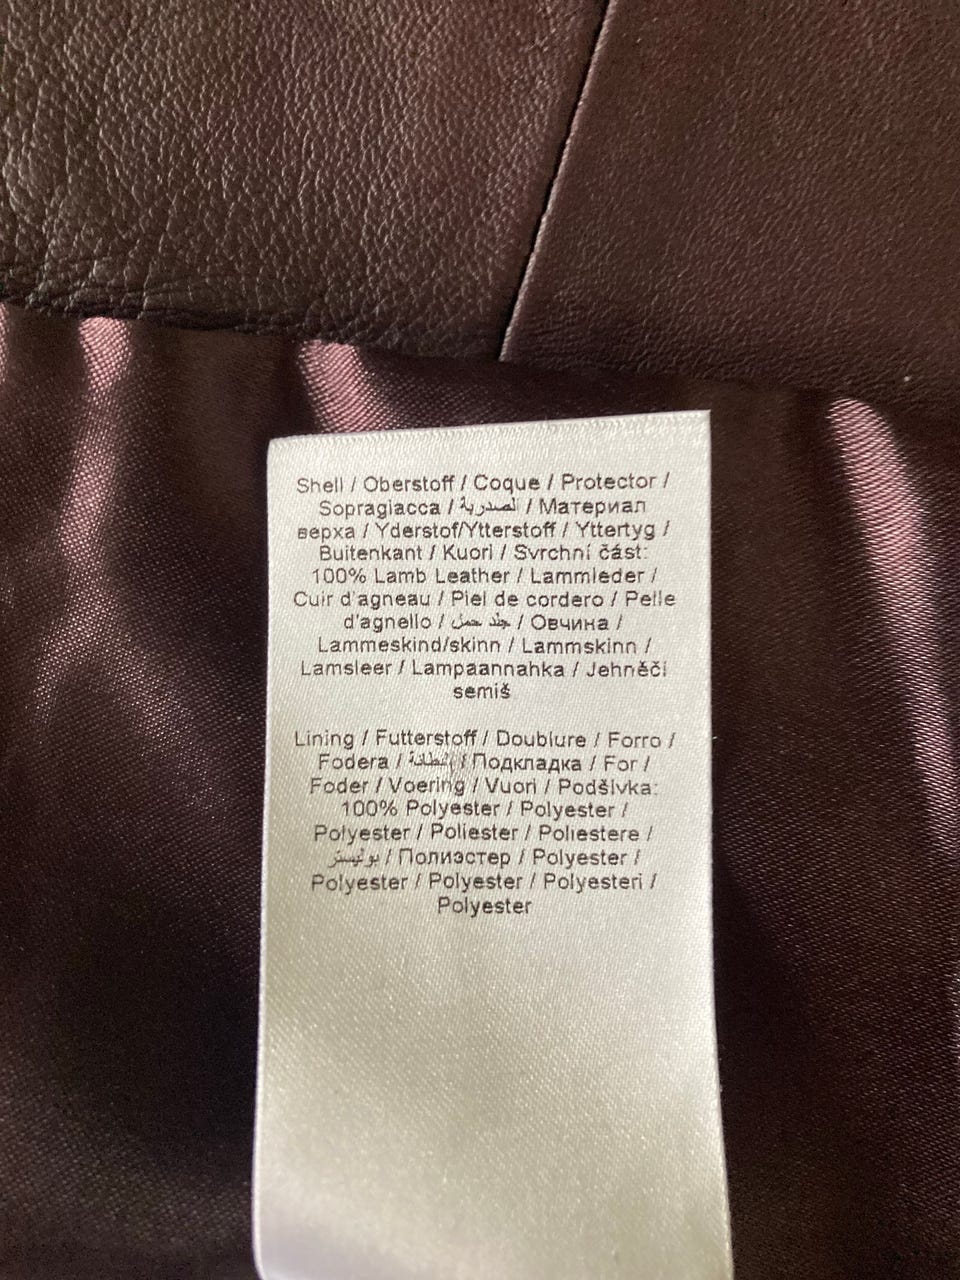 Shell / Oberstoff / Coque / Protector /
Sopragiacca / الصدرية / Материал
верха / Yderstof/Ytterstoff / Yttertyg /
Buitenkant / Kuori / Svrchní část:
100% Lamb Leather / Lammleder /
Cuir d'agneau / Piel de cordero / Pelle
d'agnello / جلد حمل / Овчина /
Lammeskind/skinn / Lammskinn /
Lamsleer / Lampaannahka / Jehněčí
semiš
Lining / Futterstoff / Doublure / Forro /
Fodera / البطانة / Подкладка / For /
Foder / Voering / Vuori / Podšívka:
100% Polyester / Polyester /
Polyester / Poliester / Poliestere /
بوليستر / Полиэстер / Polyester /
Polyester / Polyester / Polyesteri /
Polyester